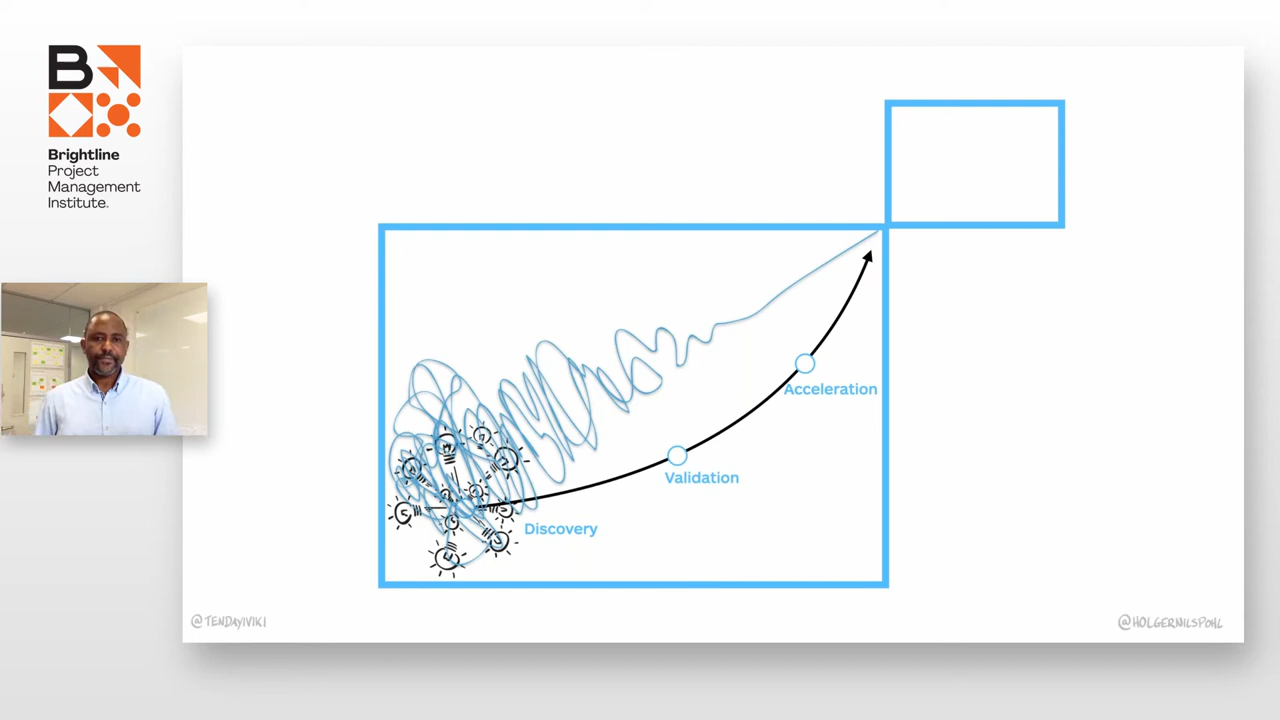 B
Brightline
Project
Management
Institute.
Acceleration
Validation
Discovery
@TENDAYIVIKI
@HOLGERNILSPOHL